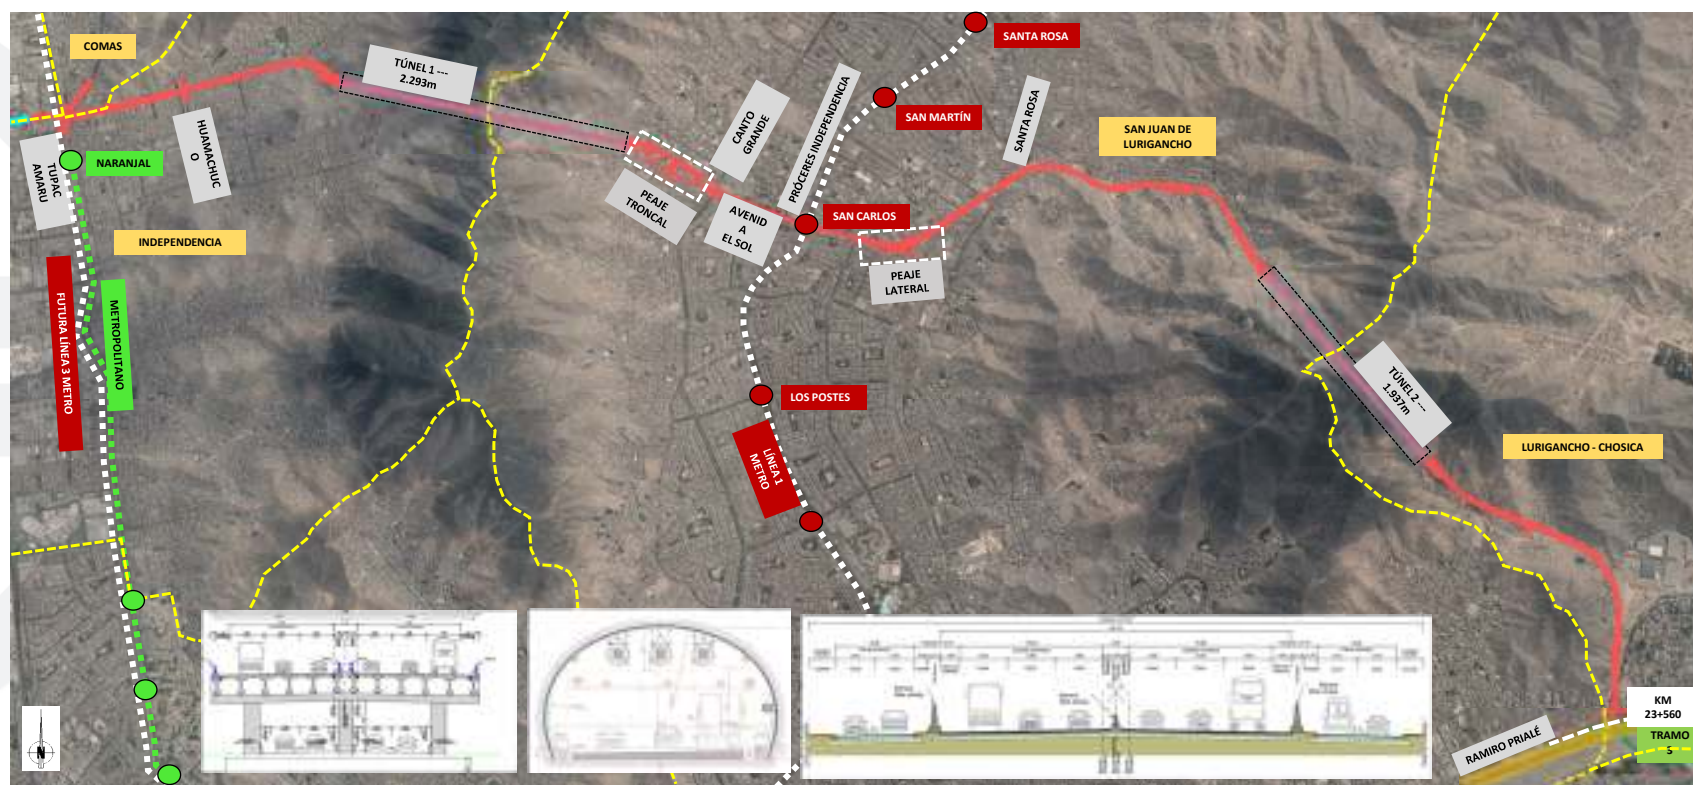 COMAS
TÚNEL 1 ---
2.293m
SANTA ROSA
SAN MARTÍN
CANTO
GRANDE
PRÓCERES INDEPENDENCIA
SANTA ROSA
SAN JUAN DE
LURIGANCHO
HUAMACHUC
O
NARANJAL
TUPAC
AMARU
PEAJE
TRONCAL
AVENID
A
EL SOL
SAN CARLOS
INDEPENDENCIA
PEAJE
LATERAL
FUTURA LÍNEA 3 METRO
METROPOLITANO
TÚNEL 2 ---
1.937m
LOS POSTES
LÍNEA 1
METRO
LURIGANCHO - CHOSICA
KM
23+560
RAMIRO PRIALÉ
TRAMO
5
N